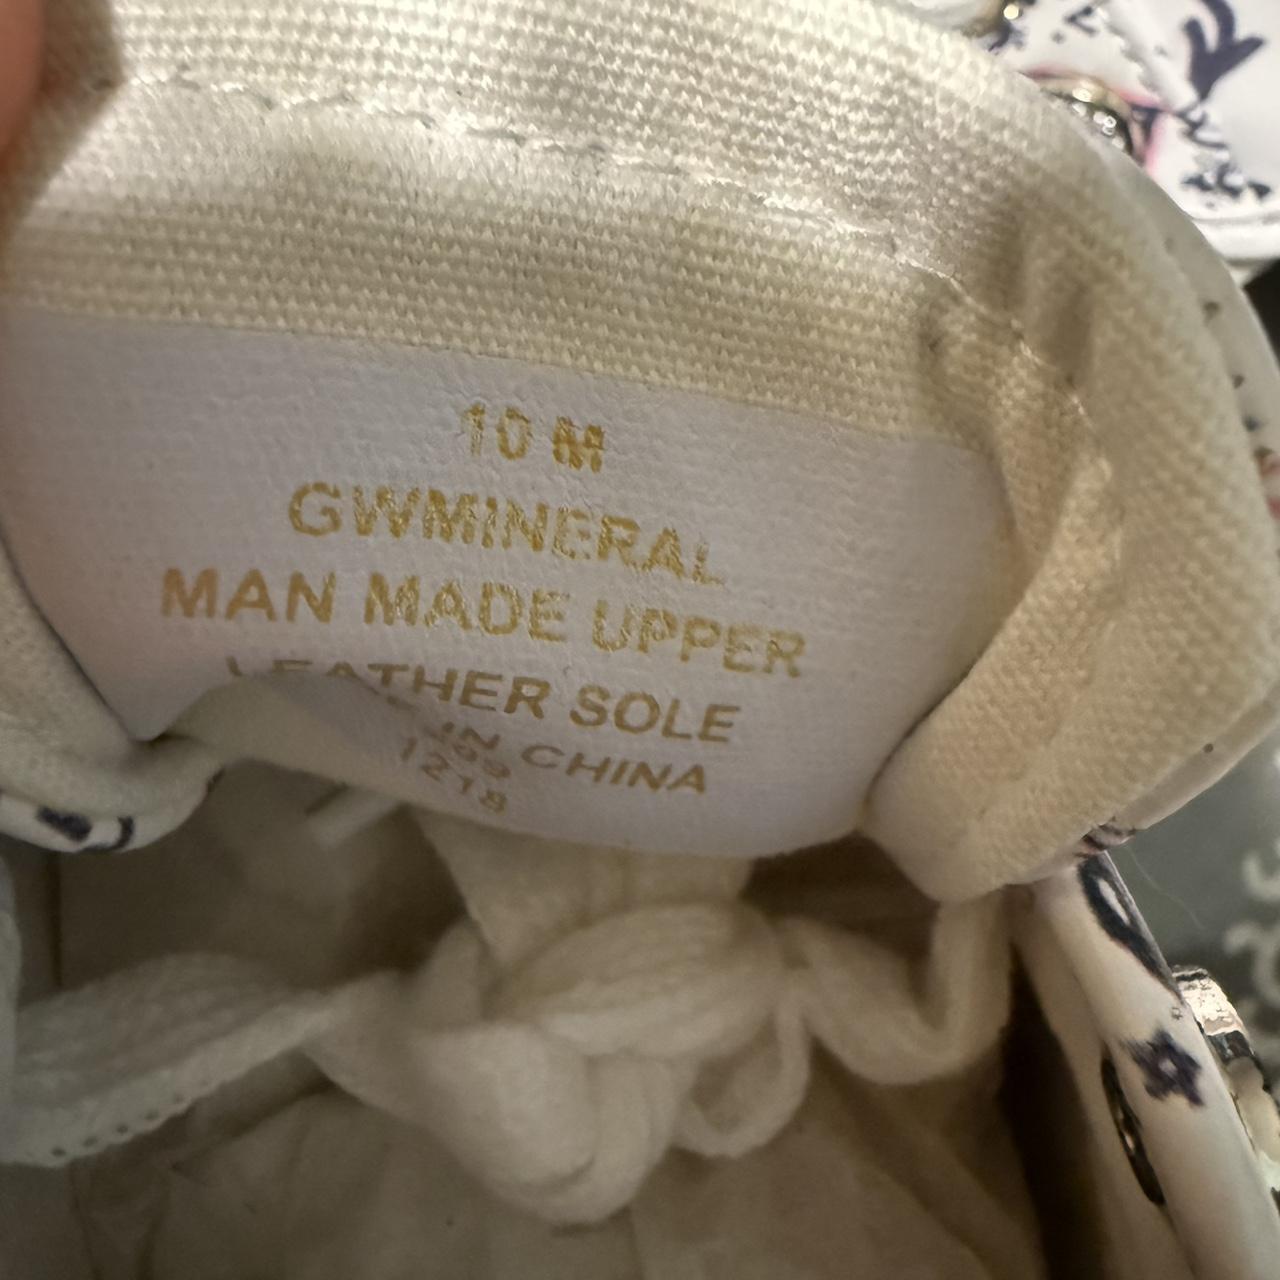 10 M
GWMINERAL
MAN MADE UPPER
LEATHER SOLE
IN CHINA
1218